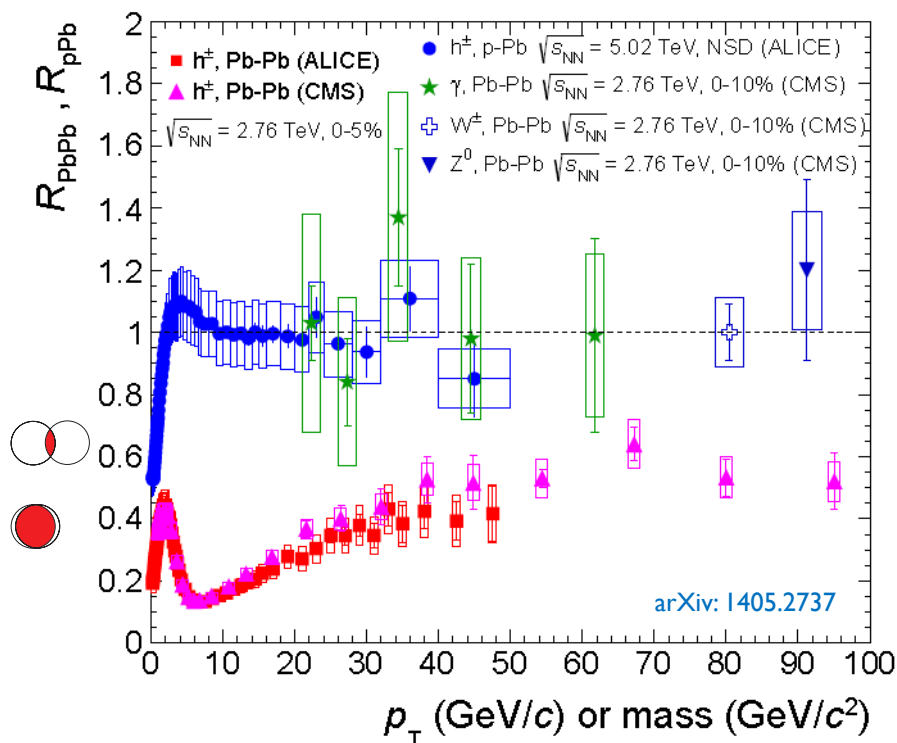 R_PbPb , R_pPb
h±, Pb-Pb (ALICE)
h±, Pb-Pb (CMS)
√s_NN = 2.76 TeV, 0-5%
h±, p-Pb √s_NN = 5.02 TeV, NSD (ALICE)
γ, Pb-Pb √s_NN = 2.76 TeV, 0-10% (CMS)
W±, Pb-Pb √s_NN = 2.76 TeV, 0-10% (CMS)
Z⁰, Pb-Pb √s_NN = 2.76 TeV, 0-10% (CMS)
2
1.8
1.6
1.4
1.2
1
0.8
0.6
0.4
0.2
0
arXiv: 1405.2737
0 10 20 30 40 50 60 70 80 90 100
p_T (GeV/c) or mass (GeV/c²)